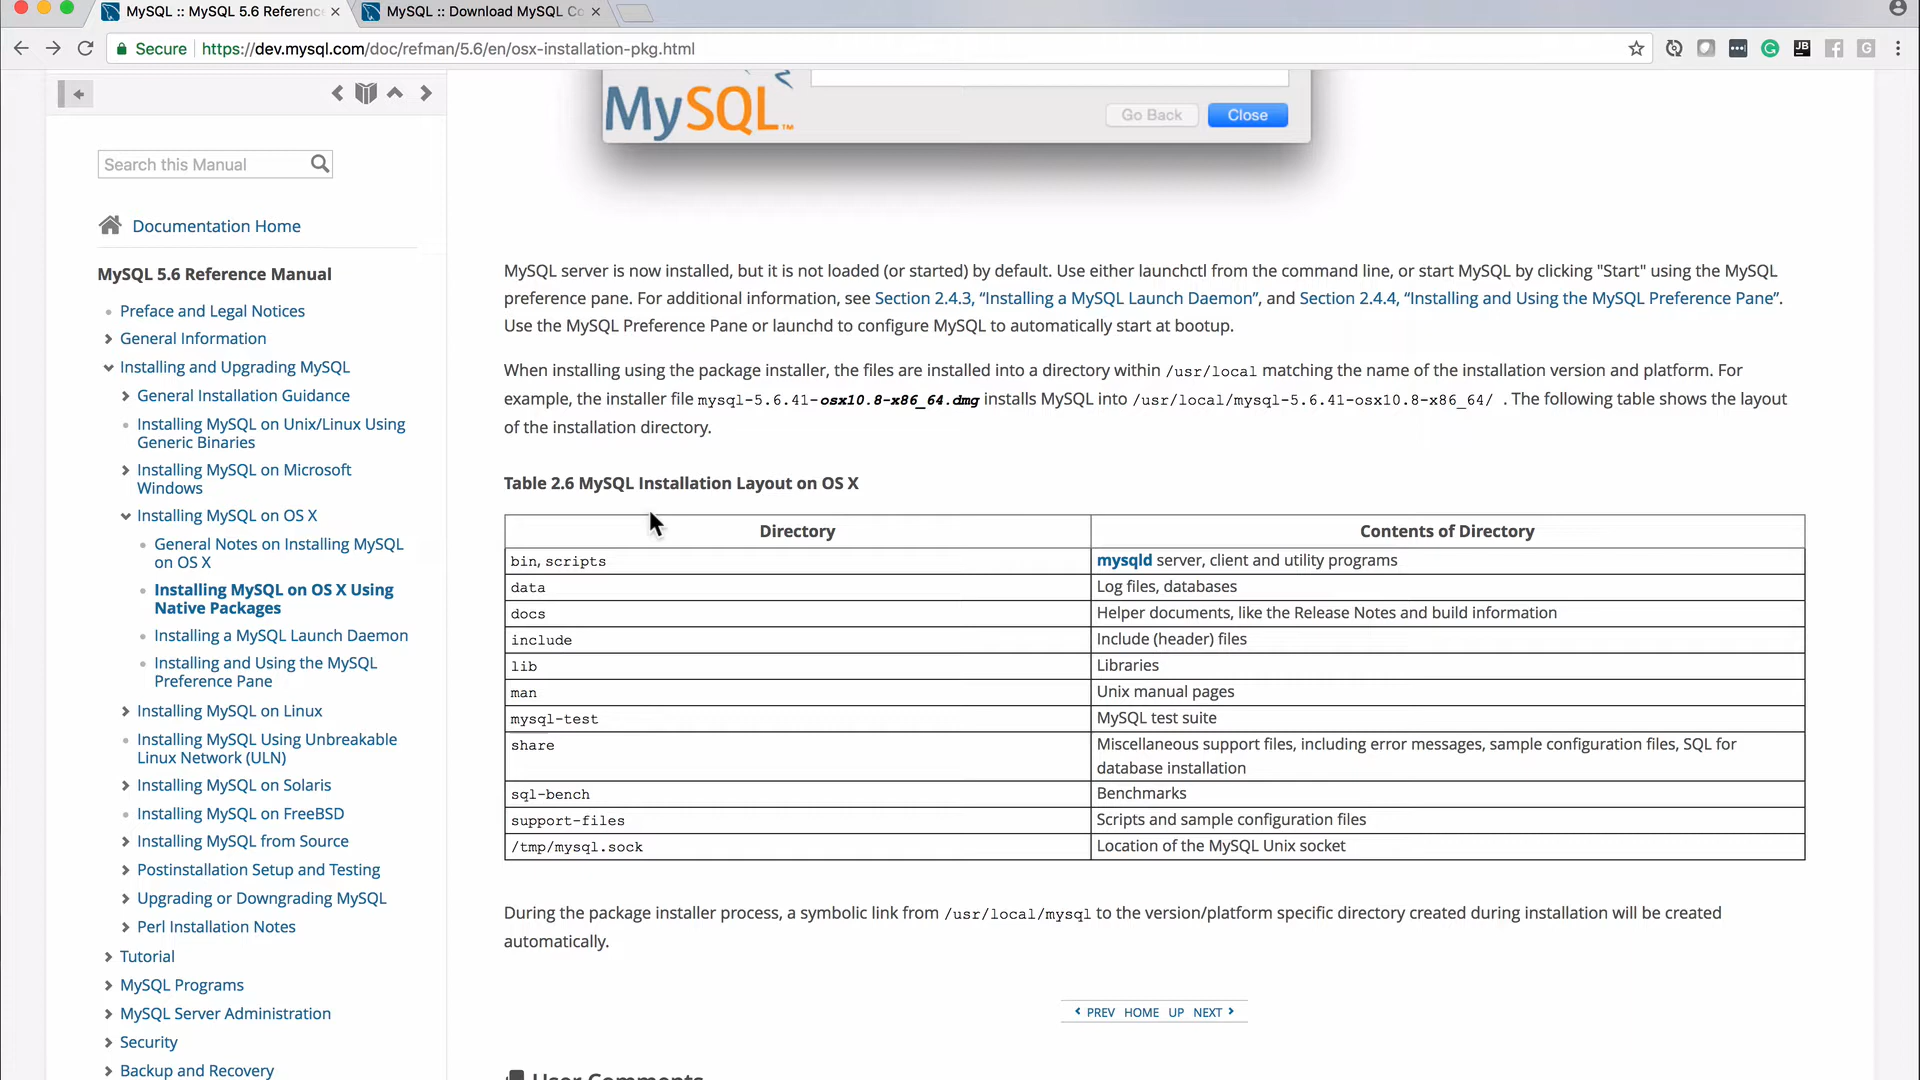 MySQL :: MySQL 5.6 Reference
MySQL :: Download MySQL Co
Secure
https://dev.mysql.com/doc/refman/5.6/en/osx-installation-pkg.html
JB
G
MySQL™
Go Back
Close
Search this Manual
Documentation Home
MySQL 5.6 Reference Manual
Preface and Legal Notices
General Information
Installing and Upgrading MySQL
General Installation Guidance
Installing MySQL on Unix/Linux Using
Generic Binaries
Installing MySQL on Microsoft
Windows
Installing MySQL on OS X
General Notes on Installing MySQL
on OS X
Installing MySQL on OS X Using
Native Packages
Installing a MySQL Launch Daemon
Installing and Using the MySQL
Preference Pane
Installing MySQL on Linux
Installing MySQL Using Unbreakable
Linux Network (ULN)
Installing MySQL on Solaris
Installing MySQL on FreeBSD
Installing MySQL from Source
Postinstallation Setup and Testing
Upgrading or Downgrading MySQL
Perl Installation Notes
Tutorial
MySQL Programs
MySQL Server Administration
Security
Backup and Recovery
MySQL server is now installed, but it is not loaded (or started) by default. Use either launchctl from the command line, or start MySQL by clicking "Start" using the MySQL
preference pane. For additional information, see Section 2.4.3, “Installing a MySQL Launch Daemon”, and Section 2.4.4, “Installing and Using the MySQL Preference Pane”.
Use the MySQL Preference Pane or launchd to configure MySQL to automatically start at bootup.
When installing using the package installer, the files are installed into a directory within /usr/local matching the name of the installation version and platform. For
example, the installer file mysql-5.6.41-osx10.8-x86_64.dmg installs MySQL into /usr/local/mysql-5.6.41-osx10.8-x86_64/ . The following table shows the layout
of the installation directory.
Table 2.6 MySQL Installation Layout on OS X
Directory Contents of Directory
bin, scripts mysqld server, client and utility programs
data Log files, databases
docs Helper documents, like the Release Notes and build information
include Include (header) files
lib Libraries
man Unix manual pages
mysql-test MySQL test suite
share Miscellaneous support files, including error messages, sample configuration files, SQL for
database installation
sql-bench Benchmarks
support-files Scripts and sample configuration files
/tmp/mysql.sock Location of the MySQL Unix socket
During the package installer process, a symbolic link from /usr/local/mysql to the version/platform specific directory created during installation will be created
automatically.
PREV HOME UP NEXT
User Comments